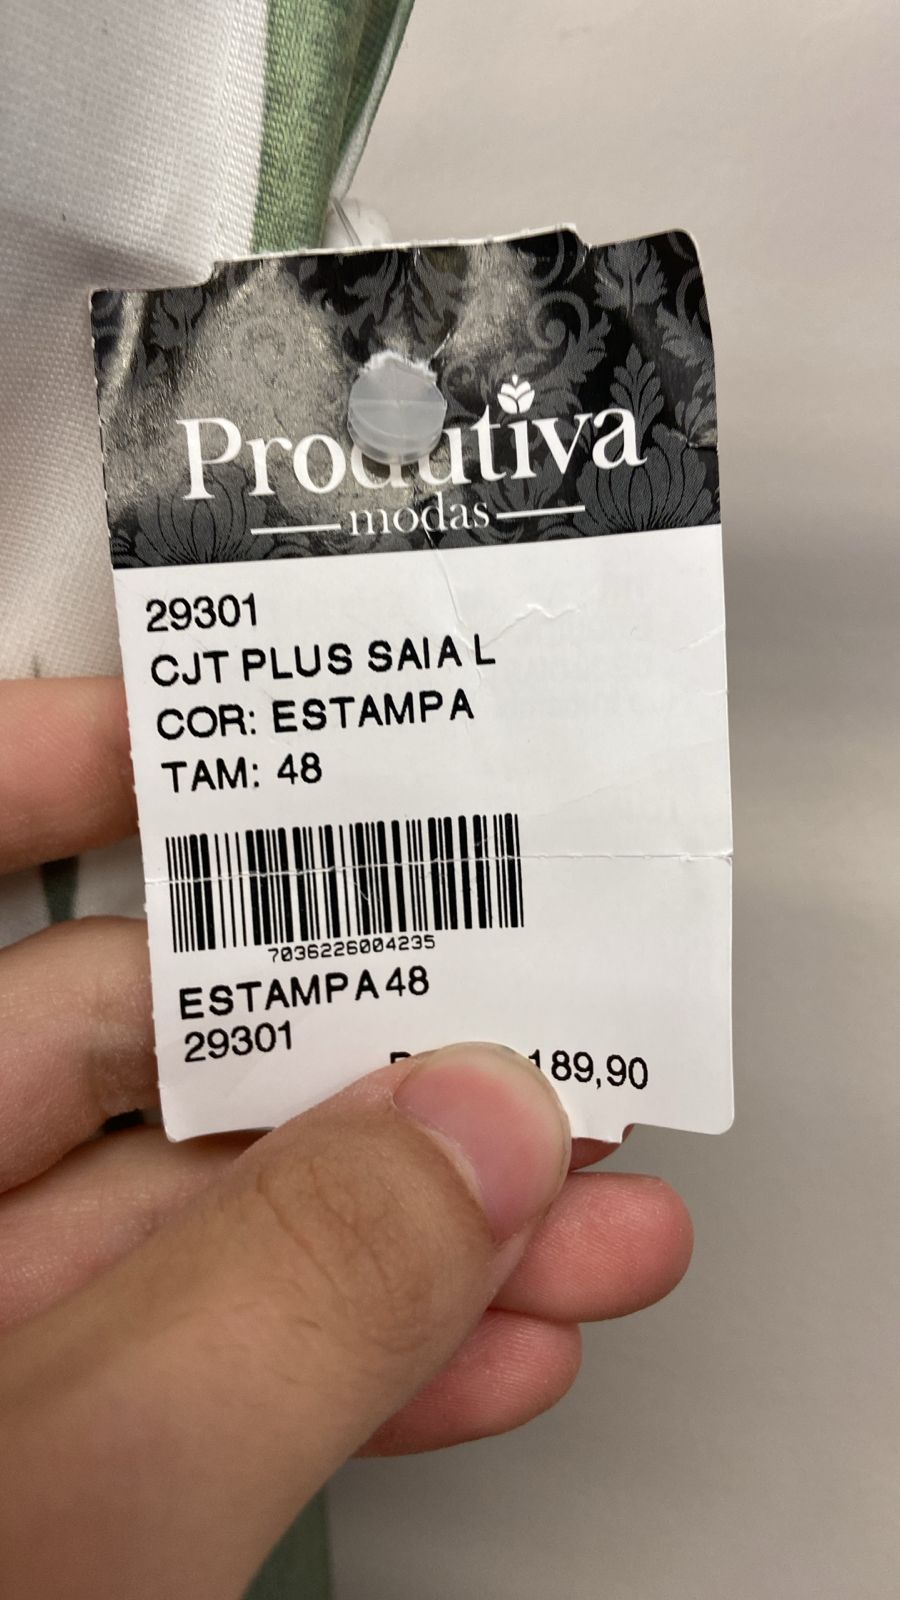 Produtiva
modas
29301
CJT PLUS SAIA L
COR: ESTAMPA
TAM: 48
7036226004235
ESTAMPA 48
29301
189,90